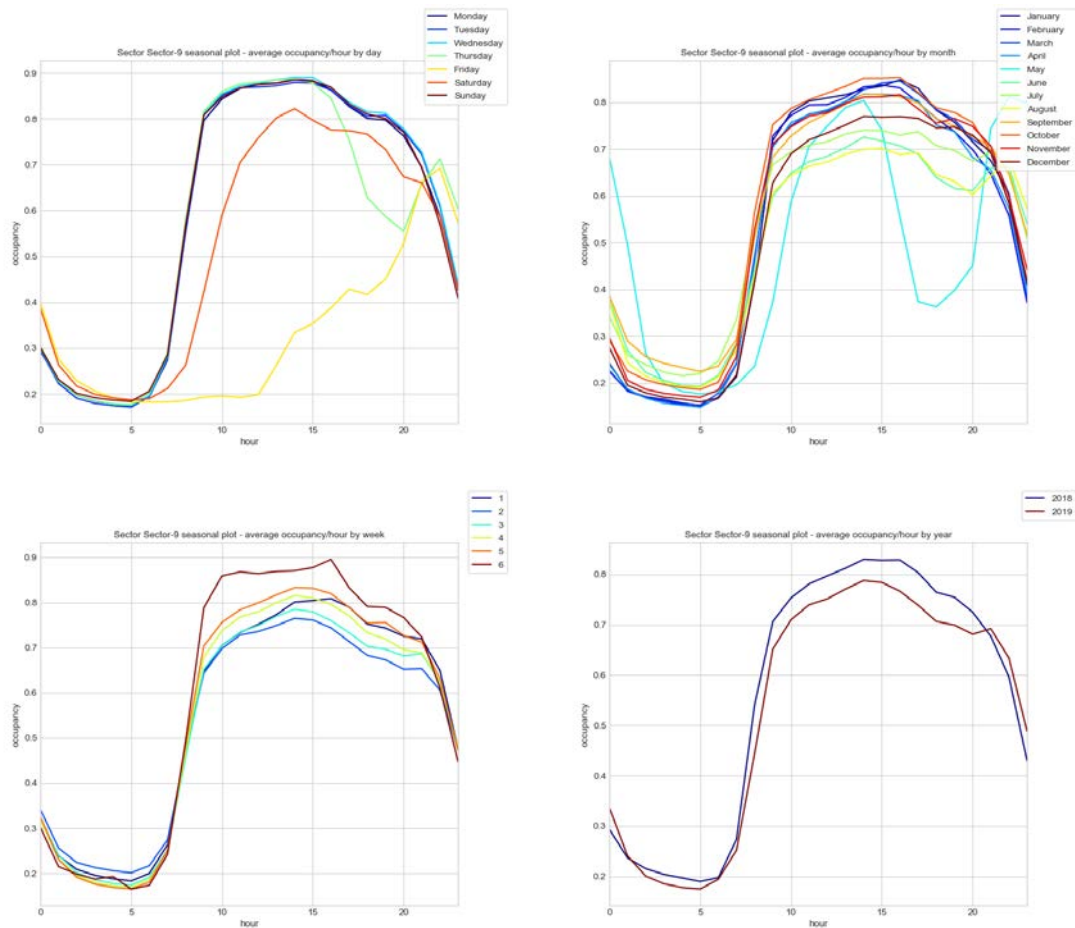 Sector Sector-9 seasonal plot - average occupancy/hour by day
Monday
Tuesday
Wednesday
Thursday
Friday
Saturday
Sunday
occupancy
0.9
0.8
0.7
0.6
0.5
0.4
0.3
0.2
0 5 10 15 20
hour
Sector Sector-9 seasonal plot - average occupancy/hour by month
January
February
March
April
May
June
July
August
September
October
November
December
occupancy
0.8
0.7
0.6
0.5
0.4
0.3
0.2
0 5 10 15 20
hour
Sector Sector-9 seasonal plot - average occupancy/hour by week
1
2
3
4
5
6
occupancy
0.9
0.8
0.7
0.6
0.5
0.4
0.3
0.2
0 5 10 15 20
hour
Sector Sector-9 seasonal plot - average occupancy/hour by year
2018
2019
occupancy
0.8
0.7
0.6
0.5
0.4
0.3
0.2
0 5 10 15 20
hour